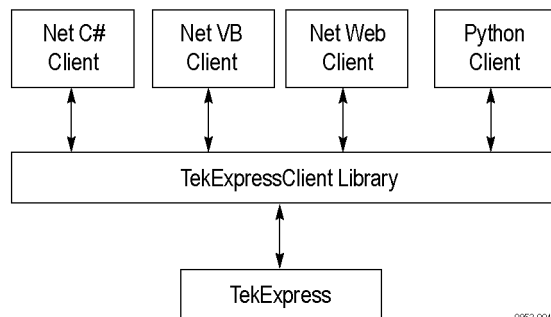 Net C#
Client
Net VB
Client
Net Web
Client
Python
Client
TekExpressClient Library
TekExpress